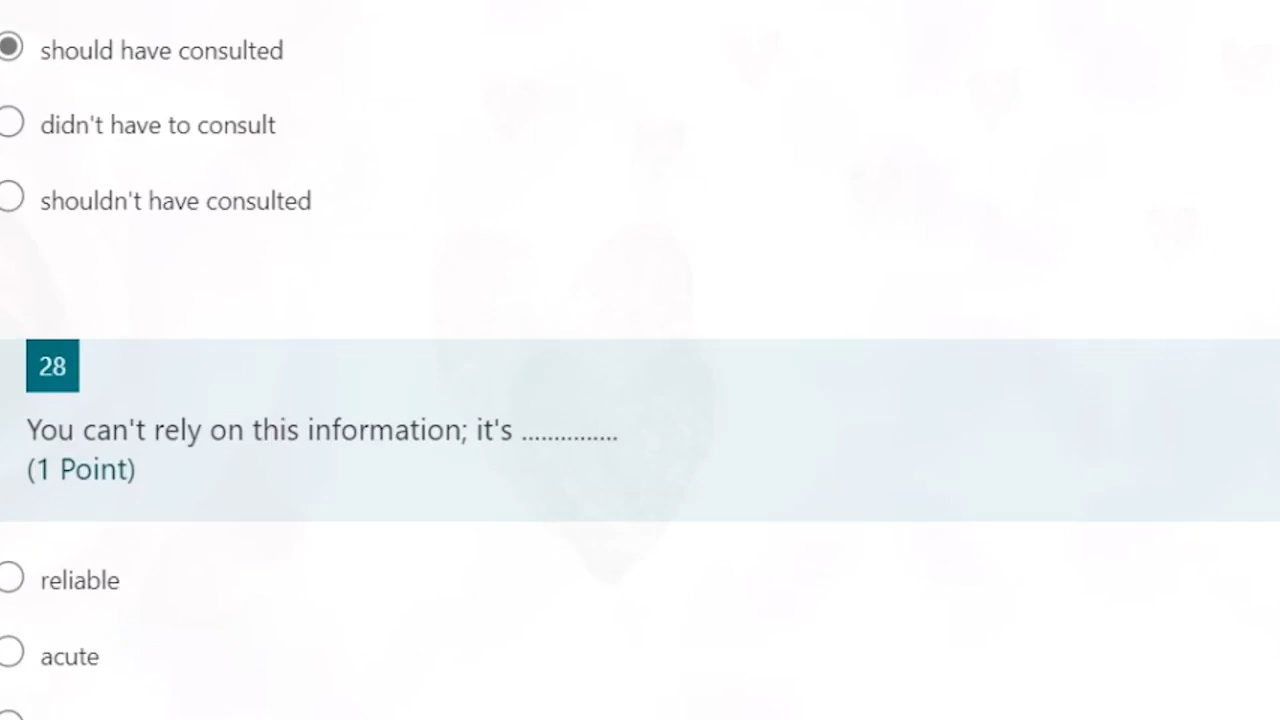 should have consulted
didn't have to consult
shouldn't have consulted
28
You can't rely on this information; it's ...............
(1 Point)
reliable
acute